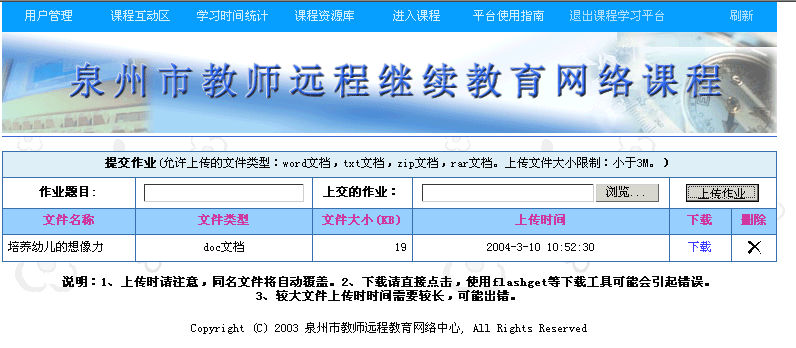 用户管理 课程互动区 学习时间统计 课程资源库 进入课程 平台使用指南 退出课程学习平台 刷新
泉州市教师远程继续教育网络课程
提交作业(允许上传的文件类型：word文档，txt文档，zip文档，rar文档。上传文件大小限制：小于3M。)
作业题目: 上交的作业： 浏览... 上传作业
文件名称 文件类型 文件大小(KB) 上传时间 下载 删除
培养幼儿的想像力 doc文档 19 2004-3-10 10:52:30 下载
说明：1、上传时请注意，同名文件将自动覆盖。2、下载请直接点击，使用flashget等下载工具可能会引起错误。
3、较大文件上传时时间需要较长，可能出错。
Copyright (C) 2003 泉州市教师远程教育网络中心, All Rights Reserved